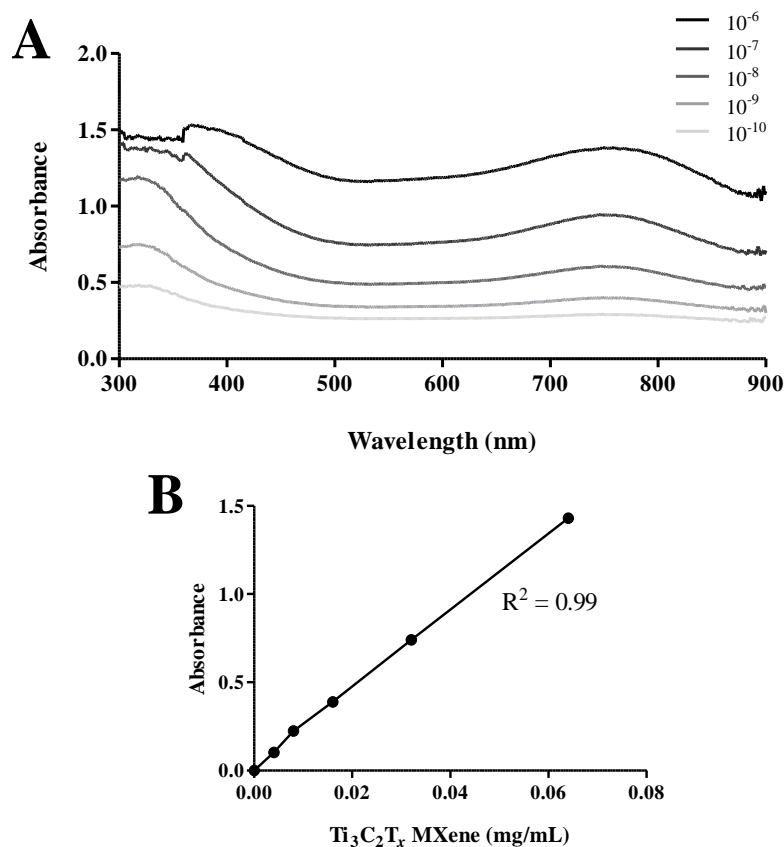 A
10⁻⁶
10⁻⁷
10⁻⁸
10⁻⁹
10⁻¹⁰
2.0
1.5
1.0
0.5
0.0
Absorbance
300 400 500 600 700 800 900
Wavelength (nm)
B
1.5
1.0
0.5
0.0
Absorbance
R² = 0.99
0.00 0.02 0.04 0.06 0.08
Ti₃C₂Tₓ MXene (mg/mL)